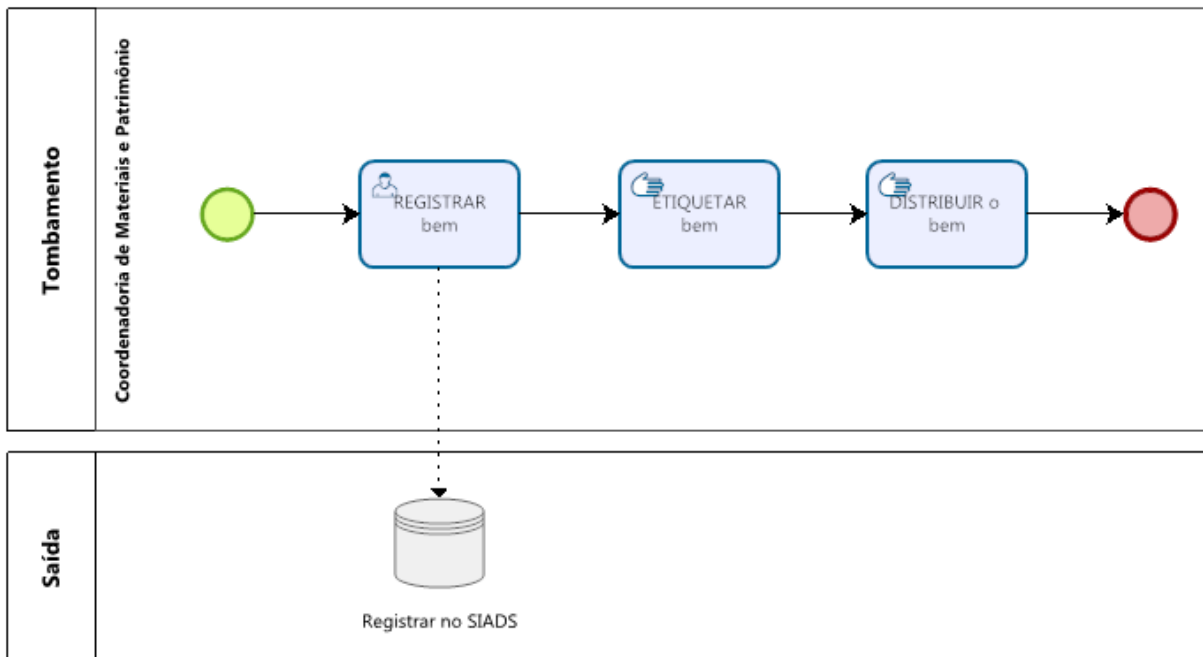 Tombamento
Coordenadoria de Materiais e Patrimônio
REGISTRAR
bem
ETIQUETAR
bem
DISTRIBUIR o
bem
Saída
Registrar no SIADS